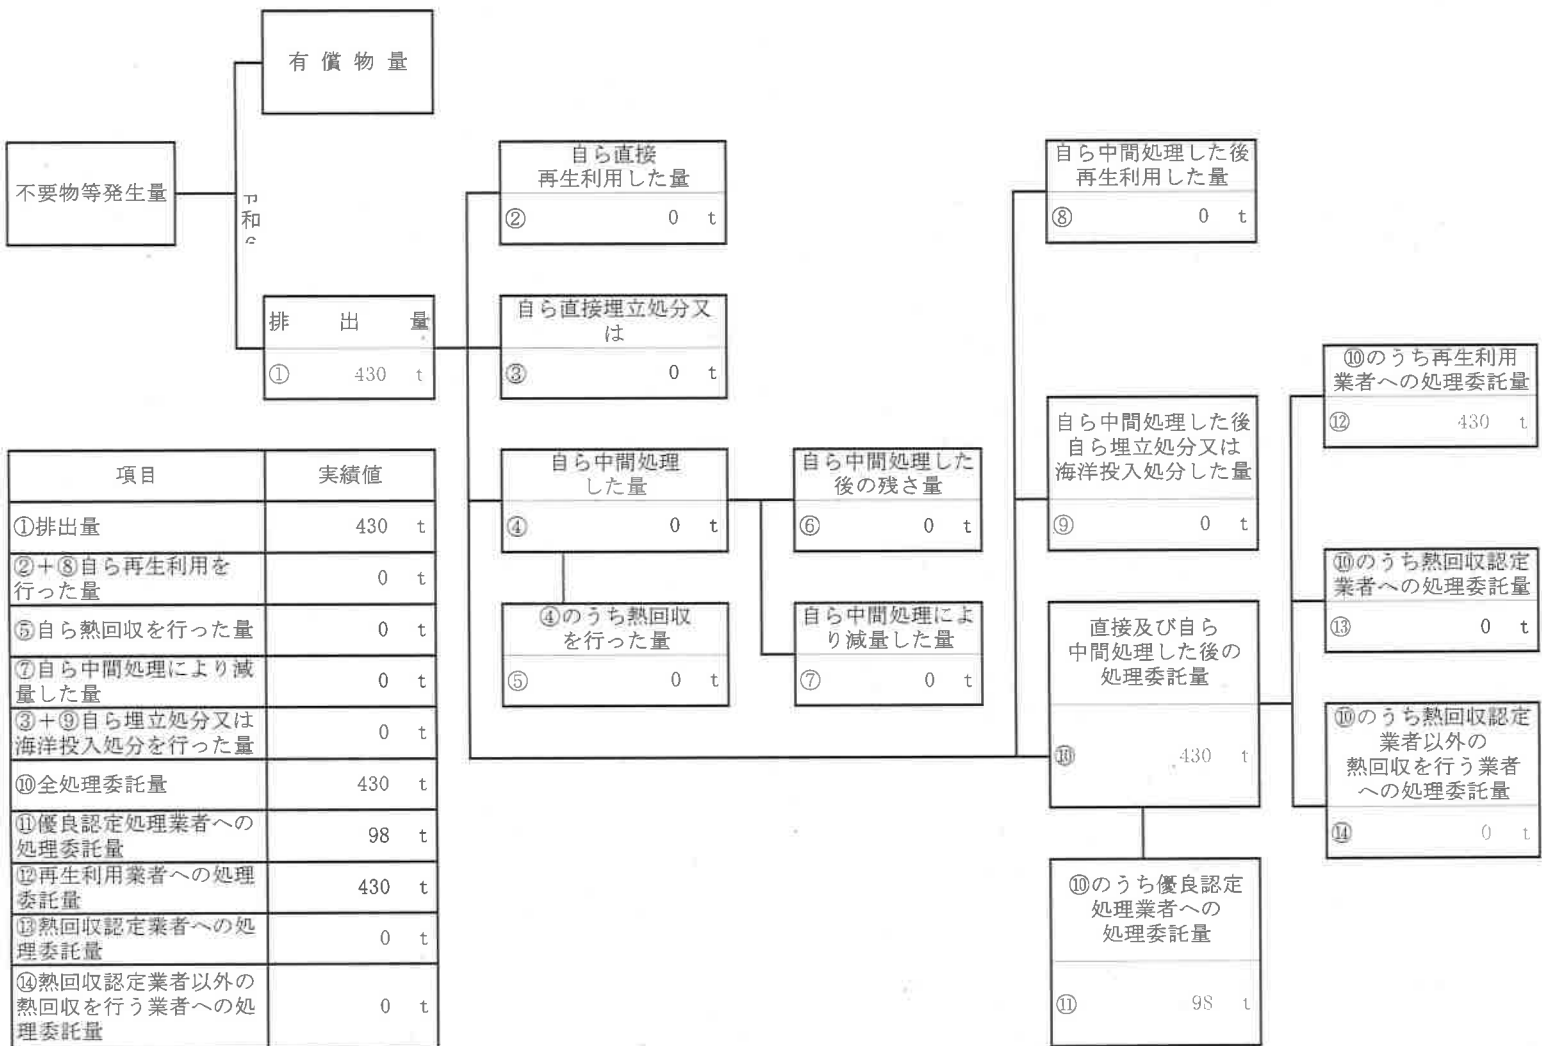 有償物量
不要物等発生量
和
排出量
① 430 t
自ら直接
再生利用した量
② 0 t
自ら直接埋立処分又
は
③ 0 t
自ら中間処理
した量
④ 0 t
④のうち熱回収
を行った量
⑤ 0 t
自ら中間処理した
後の残さ量
⑥ 0 t
自ら中間処理によ
り減量した量
⑦ 0 t
自ら中間処理した後
再生利用した量
⑧ 0 t
自ら中間処理した後
自ら埋立処分又は
海洋投入処分した量
⑨ 0 t
直接及び自ら
中間処理した後の
処理委託量
⑩ 430 t
⑩のうち優良認定
処理業者への
処理委託量
⑪ 98 t
⑩のうち再生利用
業者への処理委託量
⑫ 430 t
⑩のうち熱回収認定
業者への処理委託量
⑬ 0 t
⑩のうち熱回収認定
業者以外の
熱回収を行う業者
への処理委託量
⑭ 0 t
項目 実績値
①排出量 430 t
②+⑧自ら再生利用を
行った量 0 t
⑤自ら熱回収を行った量 0 t
⑦自ら中間処理により減
量した量 0 t
③+⑨自ら埋立処分又は
海洋投入処分を行った量 0 t
⑩全処理委託量 430 t
⑪優良認定処理業者への
処理委託量 98 t
⑫再生利用業者への処理
委託量 430 t
⑬熱回収認定業者への処
理委託量 0 t
⑭熱回収認定業者以外の
熱回収を行う業者への処
理委託量 0 t